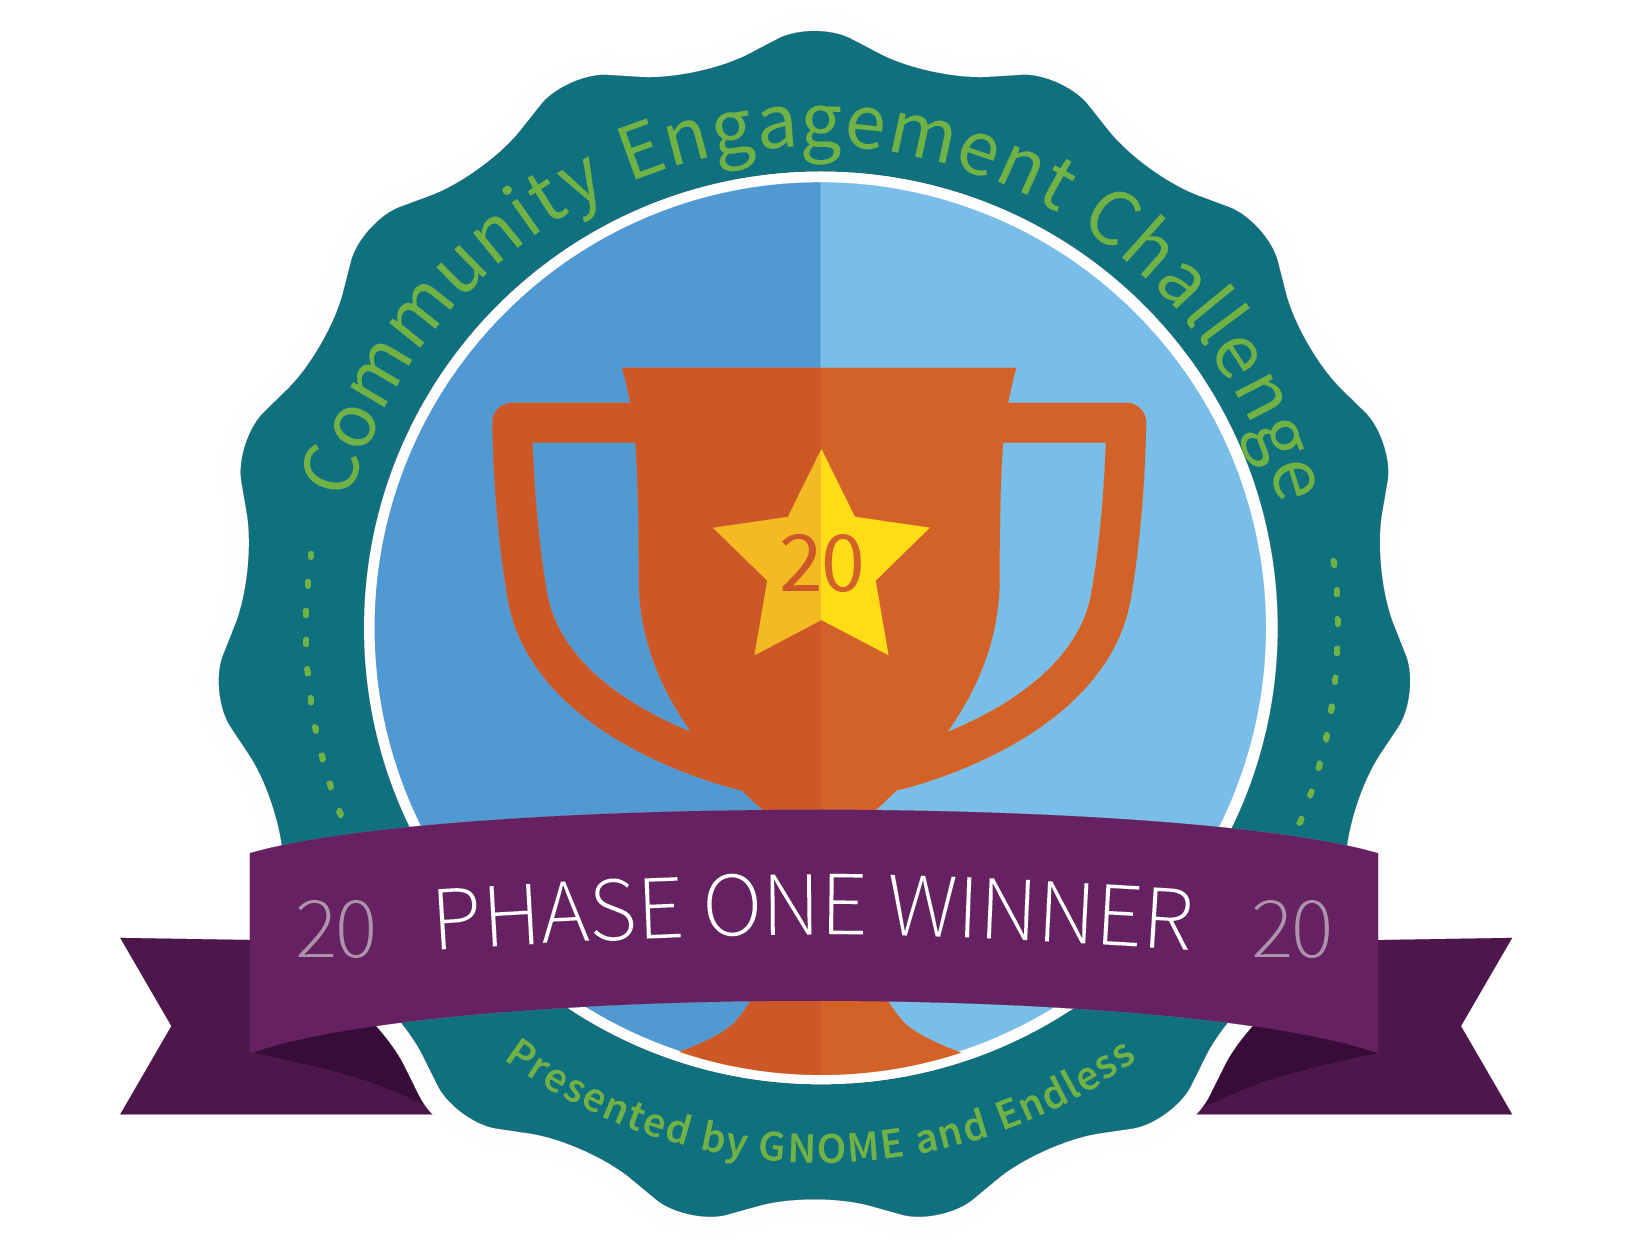 Community Engagement Challenge
20
20 PHASE ONE WINNER 20
Presented by GNOME and Endless